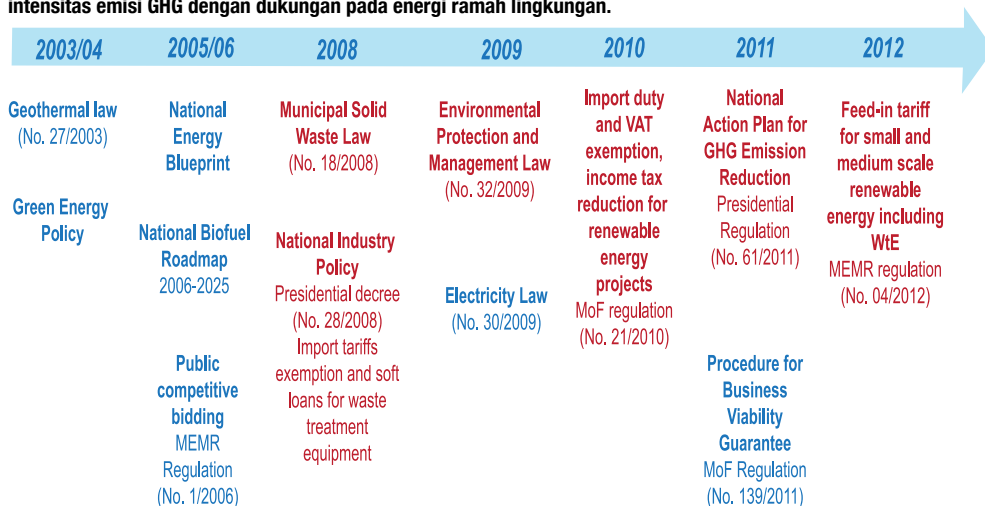 intensitas emisi GHG dengan dukungan pada energi ramah lingkungan.
2003/04
2005/06
2008
2009
2010
2011
2012
Geothermal law
(No. 27/2003)
Green Energy
Policy
National
Energy
Blueprint
National Biofuel
Roadmap
2006-2025
Public
competitive
bidding
MEMR
Regulation
(No. 1/2006)
Municipal Solid
Waste Law
(No. 18/2008)
National Industry
Policy
Presidential decree
(No. 28/2008)
Import tariffs
exemption and soft
loans for waste
treatment
equipment
Environmental
Protection and
Management Law
(No. 32/2009)
Electricity Law
(No. 30/2009)
Import duty
and VAT
exemption,
income tax
reduction for
renewable
energy
projects
MoF regulation
(No. 21/2010)
National
Action Plan for
GHG Emission
Reduction
Presidential
Regulation
(No. 61/2011)
Procedure for
Business
Viability
Guarantee
MoF Regulation
(No. 139/2011)
Feed-in tariff
for small and
medium scale
renewable
energy including
WtE
MEMR regulation
(No. 04/2012)